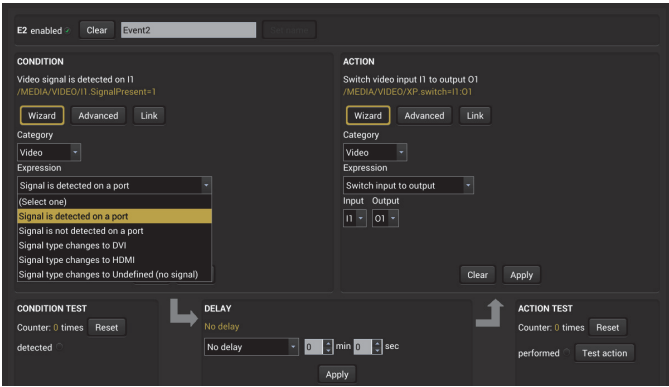 E2 enabled Clear Event2
CONDITION
Video signal is detected on I1
/MEDIA/VIDEO/I1.SignalPresent=1
Wizard Advanced Link
Category
Video
Expression
Signal is detected on a port
(Select one)
Signal is detected on a port
Signal is not detected on a port
Signal type changes to DVI
Signal type changes to HDMI
Signal type changes to Undefined (no signal)
ACTION
Switch video input I1 to output O1
/MEDIA/VIDEO/XP.switch=I1:O1
Wizard Advanced Link
Category
Video
Expression
Switch input to output
Input Output
I1 O1
Clear Apply
CONDITION TEST
Counter: 0 times Reset
detected
DELAY
No delay
No delay 0 min 0 sec
Apply
ACTION TEST
Counter: 0 times Reset
performed Test action